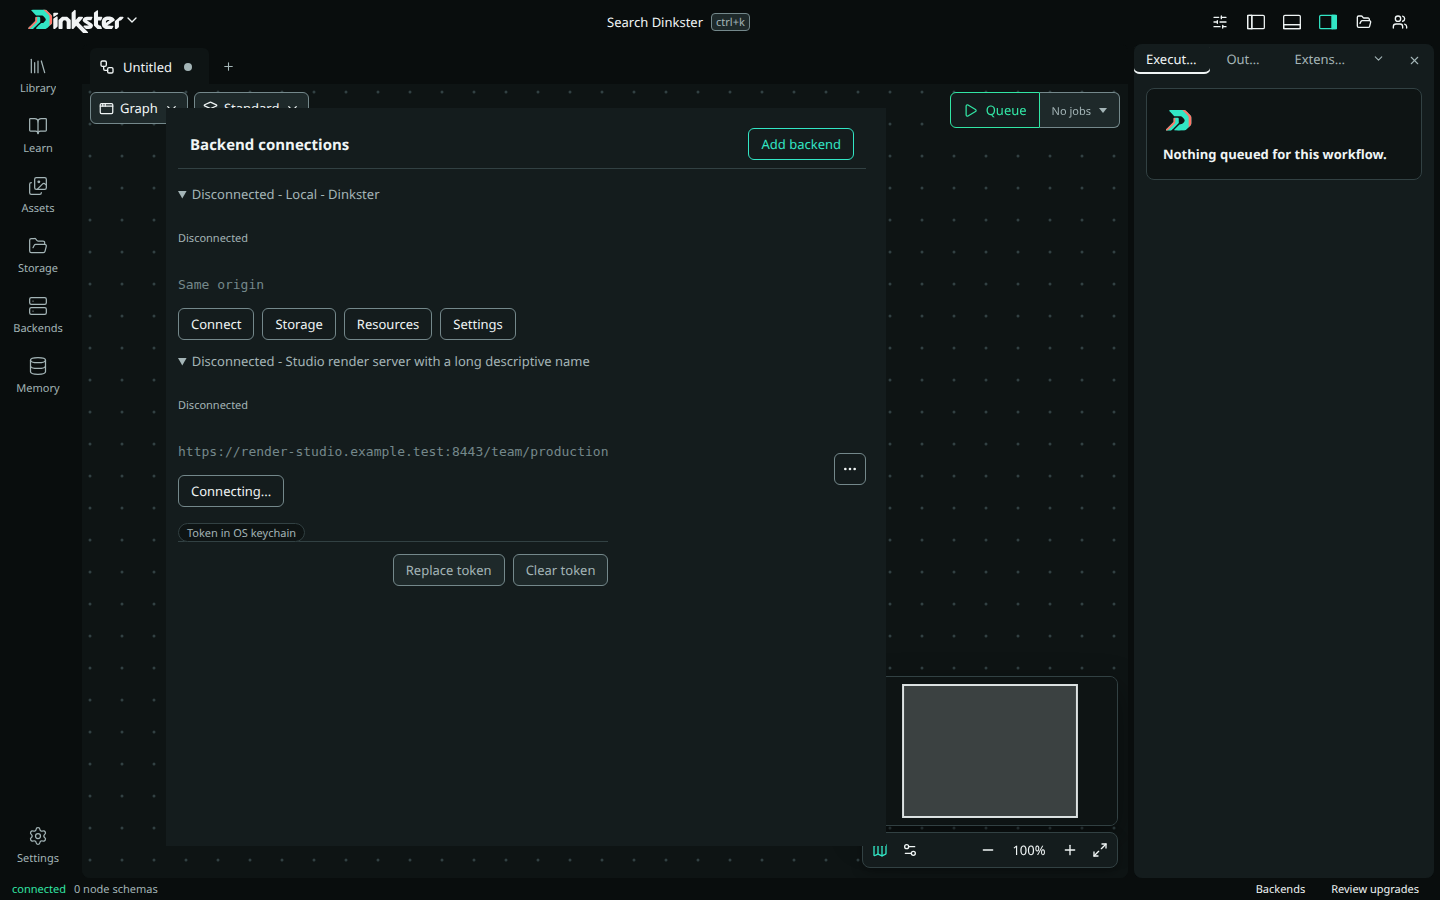 Dinkster
Search Dinkster ctrl+k
Library
Learn
Assets
Storage
Backends
Memory
Settings
Untitled
Graph
Standard
Queue
No jobs
Backend connections
Add backend
Disconnected - Local - Dinkster
Disconnected
Same origin
Connect
Storage
Resources
Settings
Disconnected - Studio render server with a long descriptive name
Disconnected
https://render-studio.example.test:8443/team/production
Connecting...
Token in OS keychain
Replace token
Clear token
100%
Execut...
Out...
Extens...
Nothing queued for this workflow.
connected
0 node schemas
Backends
Review upgrades